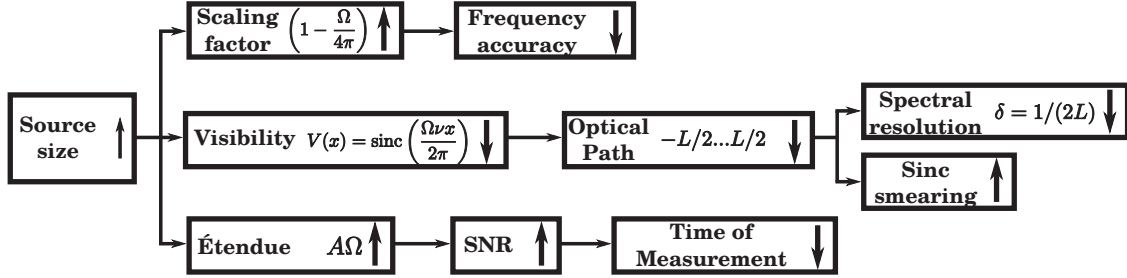 Source
size
Scaling
factor (1 − Ω/4π)
Frequency
accuracy
Visibility V(x) = sinc(Ωνx/2π)
Optical
Path −L/2...L/2
Spectral
resolution δ = 1/(2L)
Sinc
smearing
Étendue AΩ
SNR
Time of
Measurement